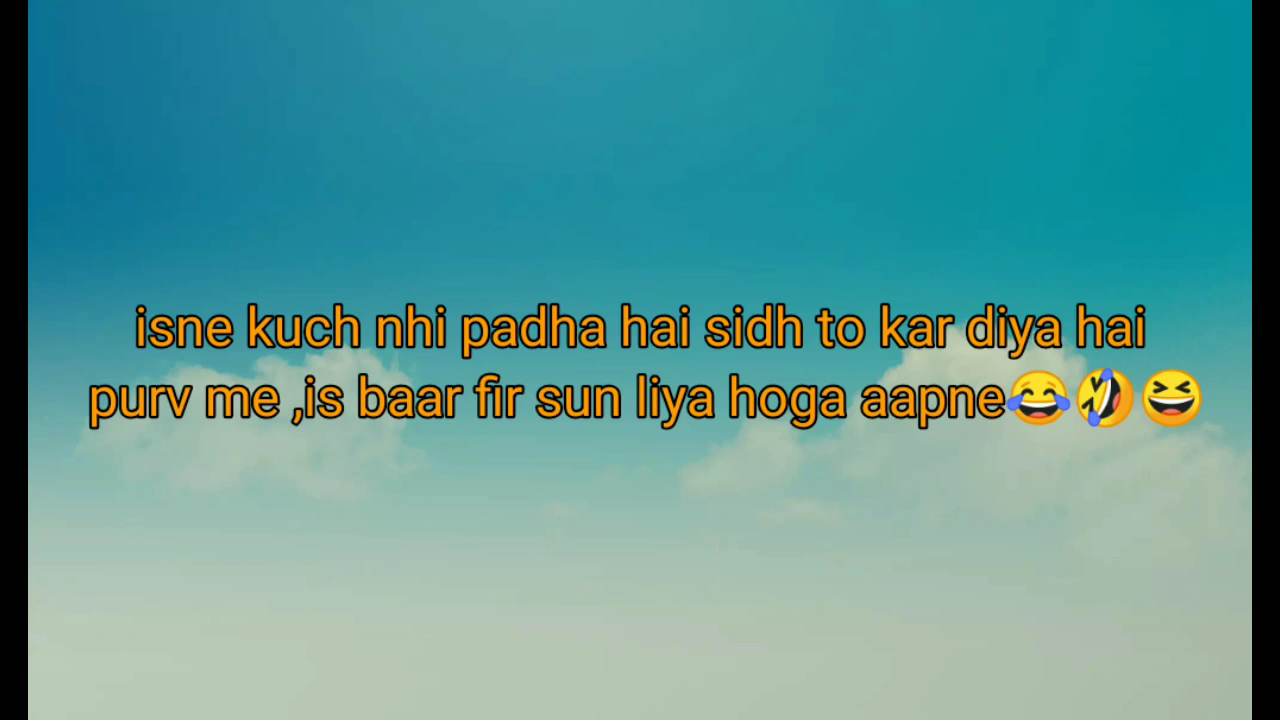 isne kuch nhi padha hai sidh to kar diya hai
purv me ,is baar fir sun liya hoga aapne😂🤣😆